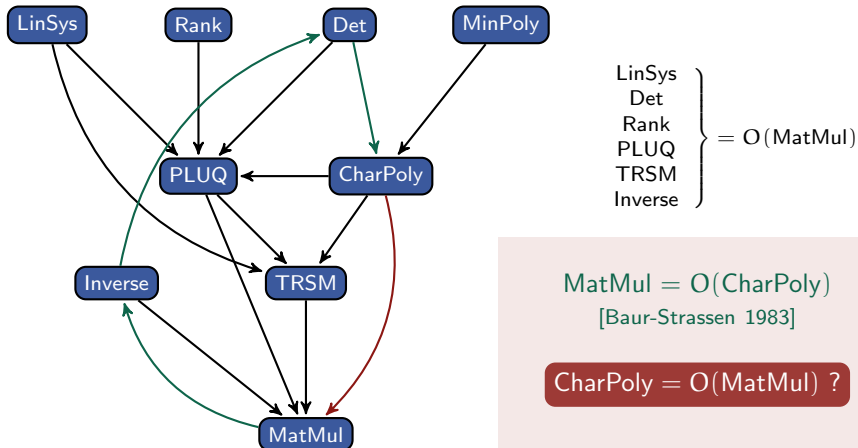 LinSys
Rank
Det
MinPoly
PLUQ
CharPoly
Inverse
TRSM
MatMul
LinSys
Det
Rank
PLUQ
TRSM
Inverse
= O(MatMul)
MatMul = O(CharPoly)
[Baur-Strassen 1983]
CharPoly = O(MatMul) ?